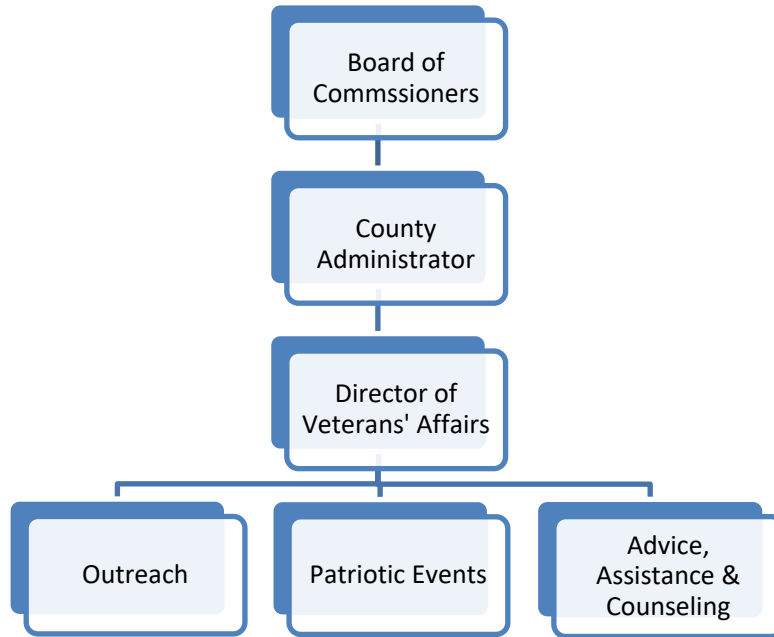 Board of
Commssioners
County
Administrator
Director of
Veterans' Affairs
Outreach
Patriotic Events
Advice,
Assistance &
Counseling